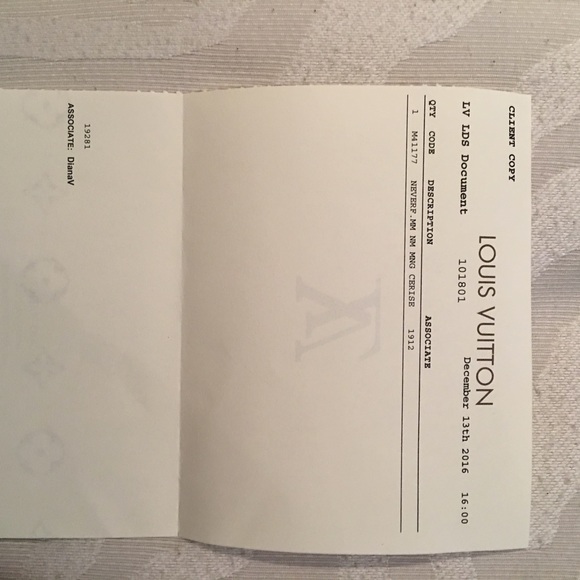 CLIENT COPY
LOUIS VUITTON
LV LDS Document 101801 December 13th 2016 16:00
QTY CODE DESCRIPTION ASSOCIATE
1 M41177 NEVERF.MM NM MNG CERISE 1912
19281
ASSOCIATE: DianaV